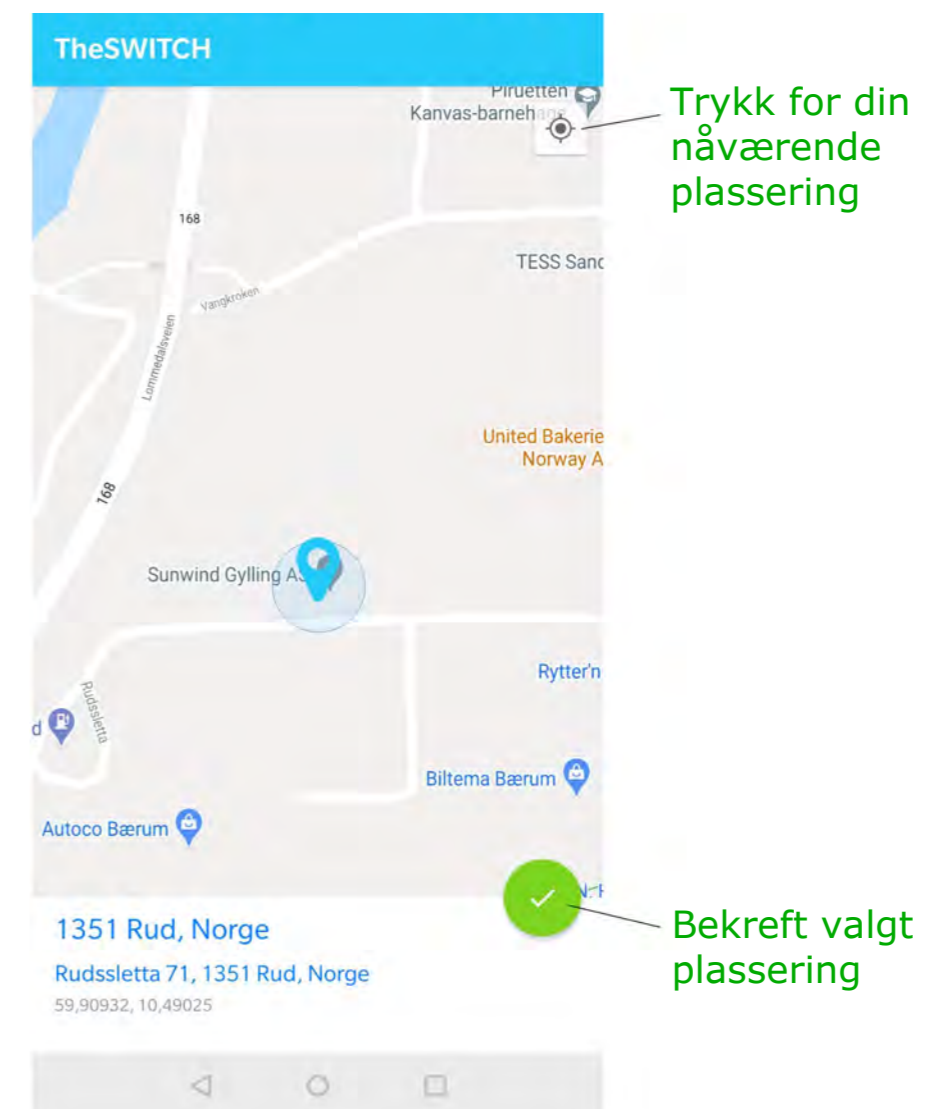 TheSWITCH
Piruetten
Kanvas-barneh
Trykk for din
nåværende
plassering
168
TESS Sand
Vangkroken
Lommedalsveien
United Bakerie
Norway A
168
Sunwind Gylling AS
Rytter'n
Rudssletta
d
Biltema Bærum
Autoco Bærum
1351 Rud, Norge
Rudssletta 71, 1351 Rud, Norge
59,90932, 10,49025
Bekreft valgt
plassering